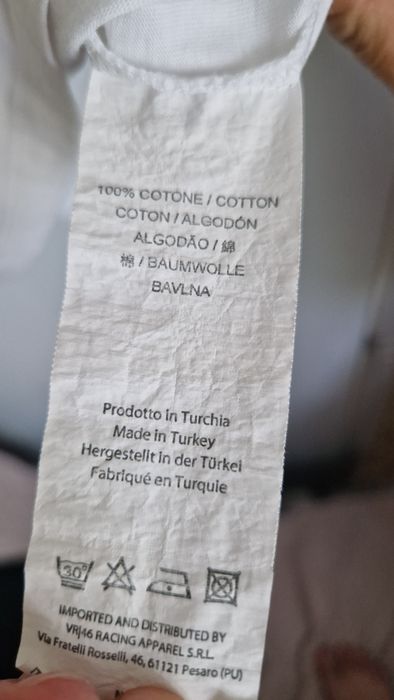 100% COTONE / COTTON
COTON / ALGODÓN
ALGODÃO / 綿
棉 / BAUMWOLLE
BAVLNA
Prodotto in Turchia
Made in Turkey
Hergestellt in der Türkei
Fabriqué en Turquie
30°
IMPORTED AND DISTRIBUTED BY
VR|46 RACING APPAREL S.R.L.
Via Fratelli Rosselli, 46, 61121 Pesaro (PU)